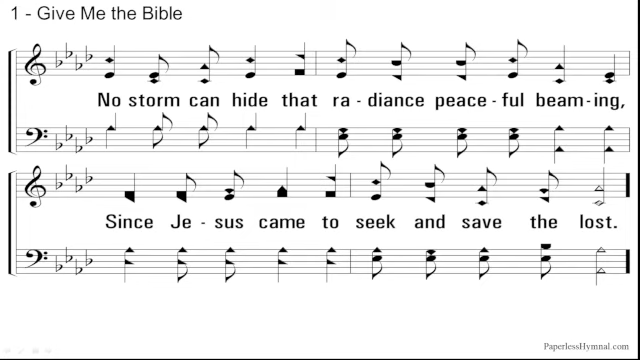 1 - Give Me the Bible
No storm can hide that ra - diance peace - ful beam - ing,
Since Je - sus came to seek and save the lost.
PaperlessHymnal.com